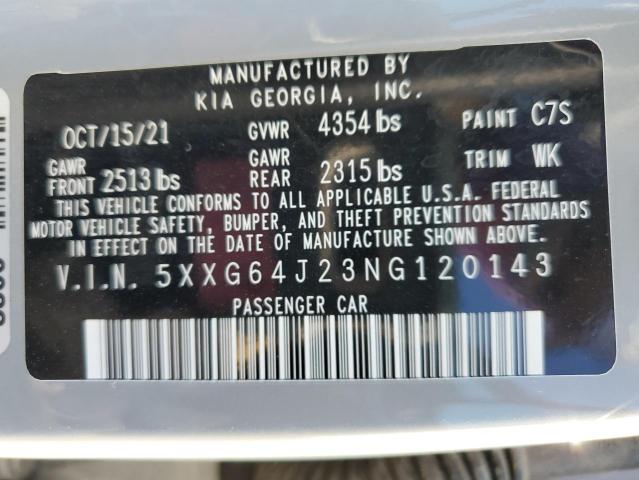 MANUFACTURED BY
KIA GEORGIA, INC.
OCT/15/21 GVWR 4354 lbs PAINT C7S
GAWR FRONT 2513 lbs GAWR REAR 2315 lbs TRIM WK
THIS VEHICLE CONFORMS TO ALL APPLICABLE U.S.A. FEDERAL
MOTOR VEHICLE SAFETY, BUMPER, AND THEFT PREVENTION STANDARDS
IN EFFECT ON THE DATE OF MANUFACTURE SHOWN ABOVE.
V.I.N. 5XXG64J23NG120143
PASSENGER CAR